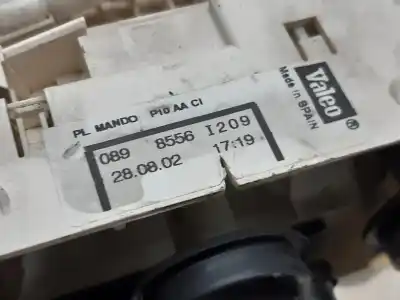 PL MANDO P10 AA CI
089 8556 I209
28.08.02 17:19
Valeo ®
Made in SPAIN